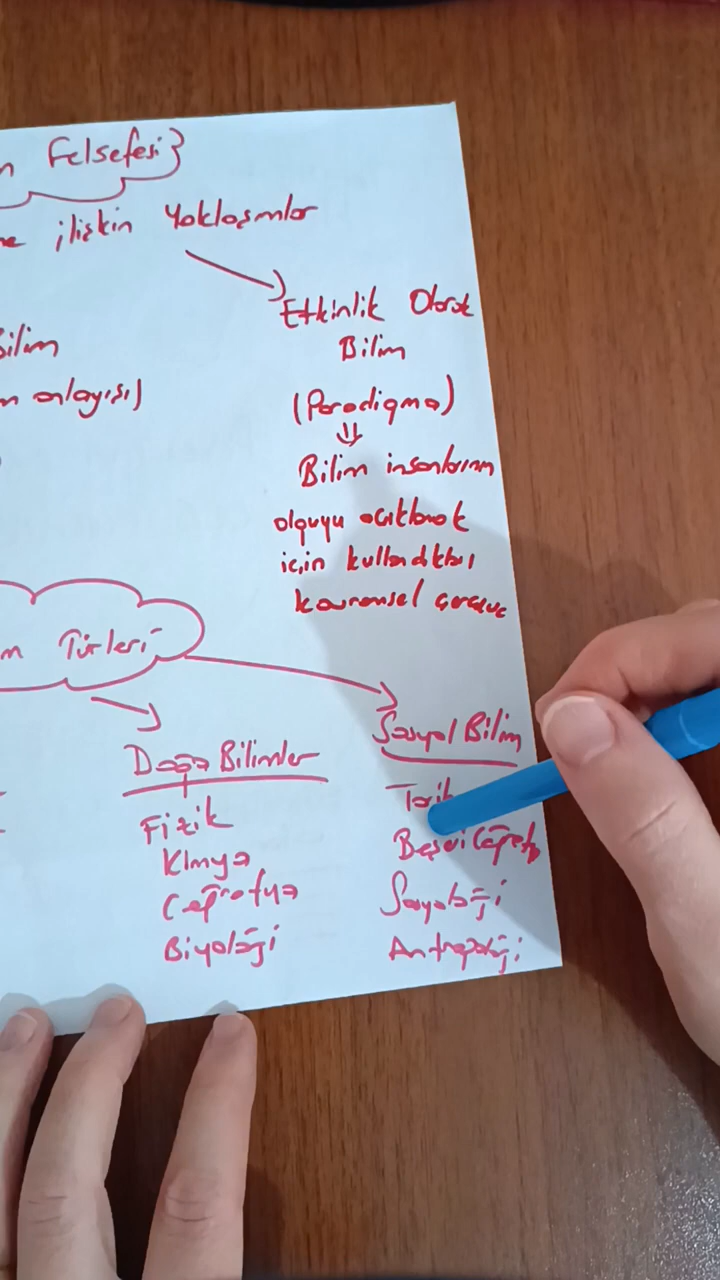 Felsefesi}
ilişkin Yaklaşımlar
Etkinlik Olarak
Bilim
Bilim
anlayışı)
(Paradigma)
⇓
Bilim insanlarının
olguyu açıklamak
için kullandıkları
kavramsal çerçeve
Türleri
Sosyal Bilim
Doğa Bilimler
Tarih
Fizik
Beşeri Coğrafya
Kimya
Sosyoloji
Coğrafya
Antropoloji
Biyoloji